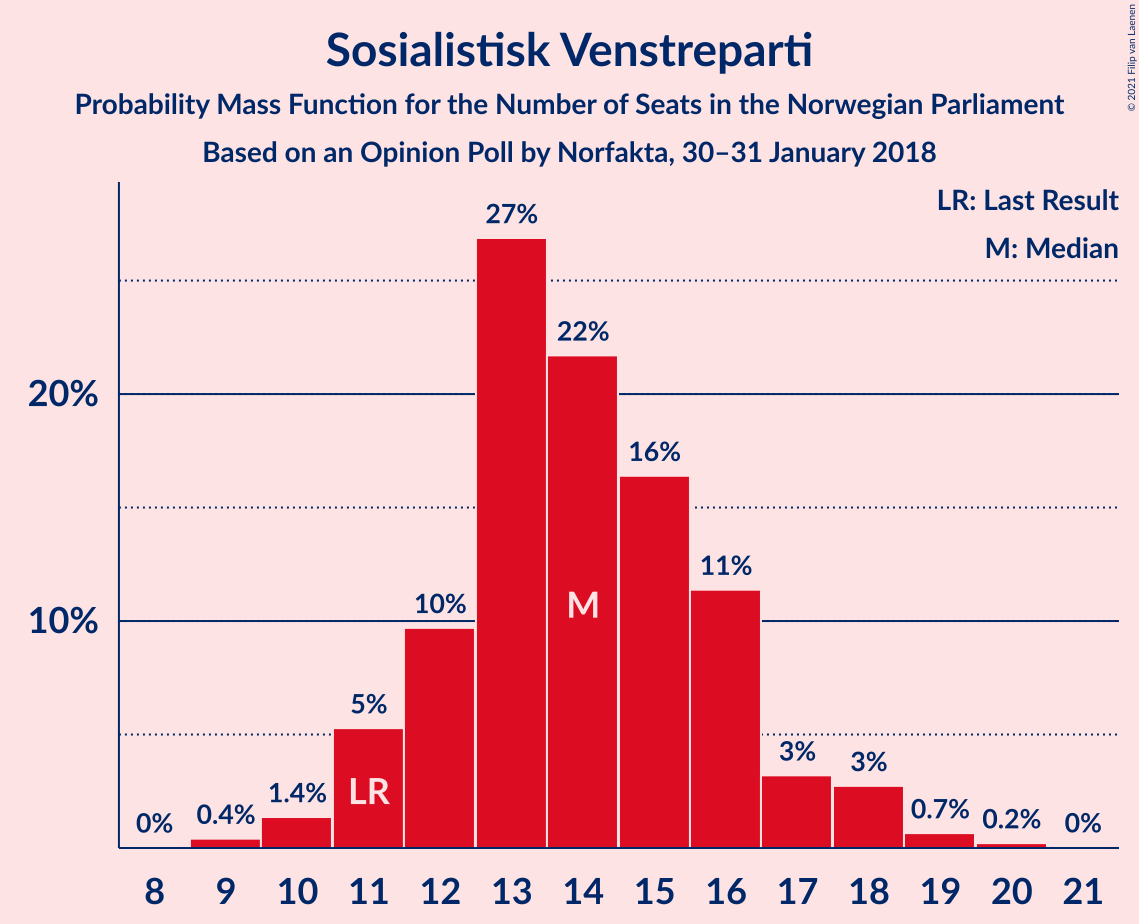 Sosialistisk Venstreparti
Probability Mass Function for the Number of Seats in the Norwegian Parliament
Based on an Opinion Poll by Norfakta, 30–31 January 2018
© 2021 Filip van Laenen
LR: Last Result
M: Median
27%
22%
20%
16%
11%
M
10%
10%
5%
LR
3%
3%
1.4%
0.4%
0%
0.7%
0.2%
0%
8 9 10 11 12 13 14 15 16 17 18 19 20 21